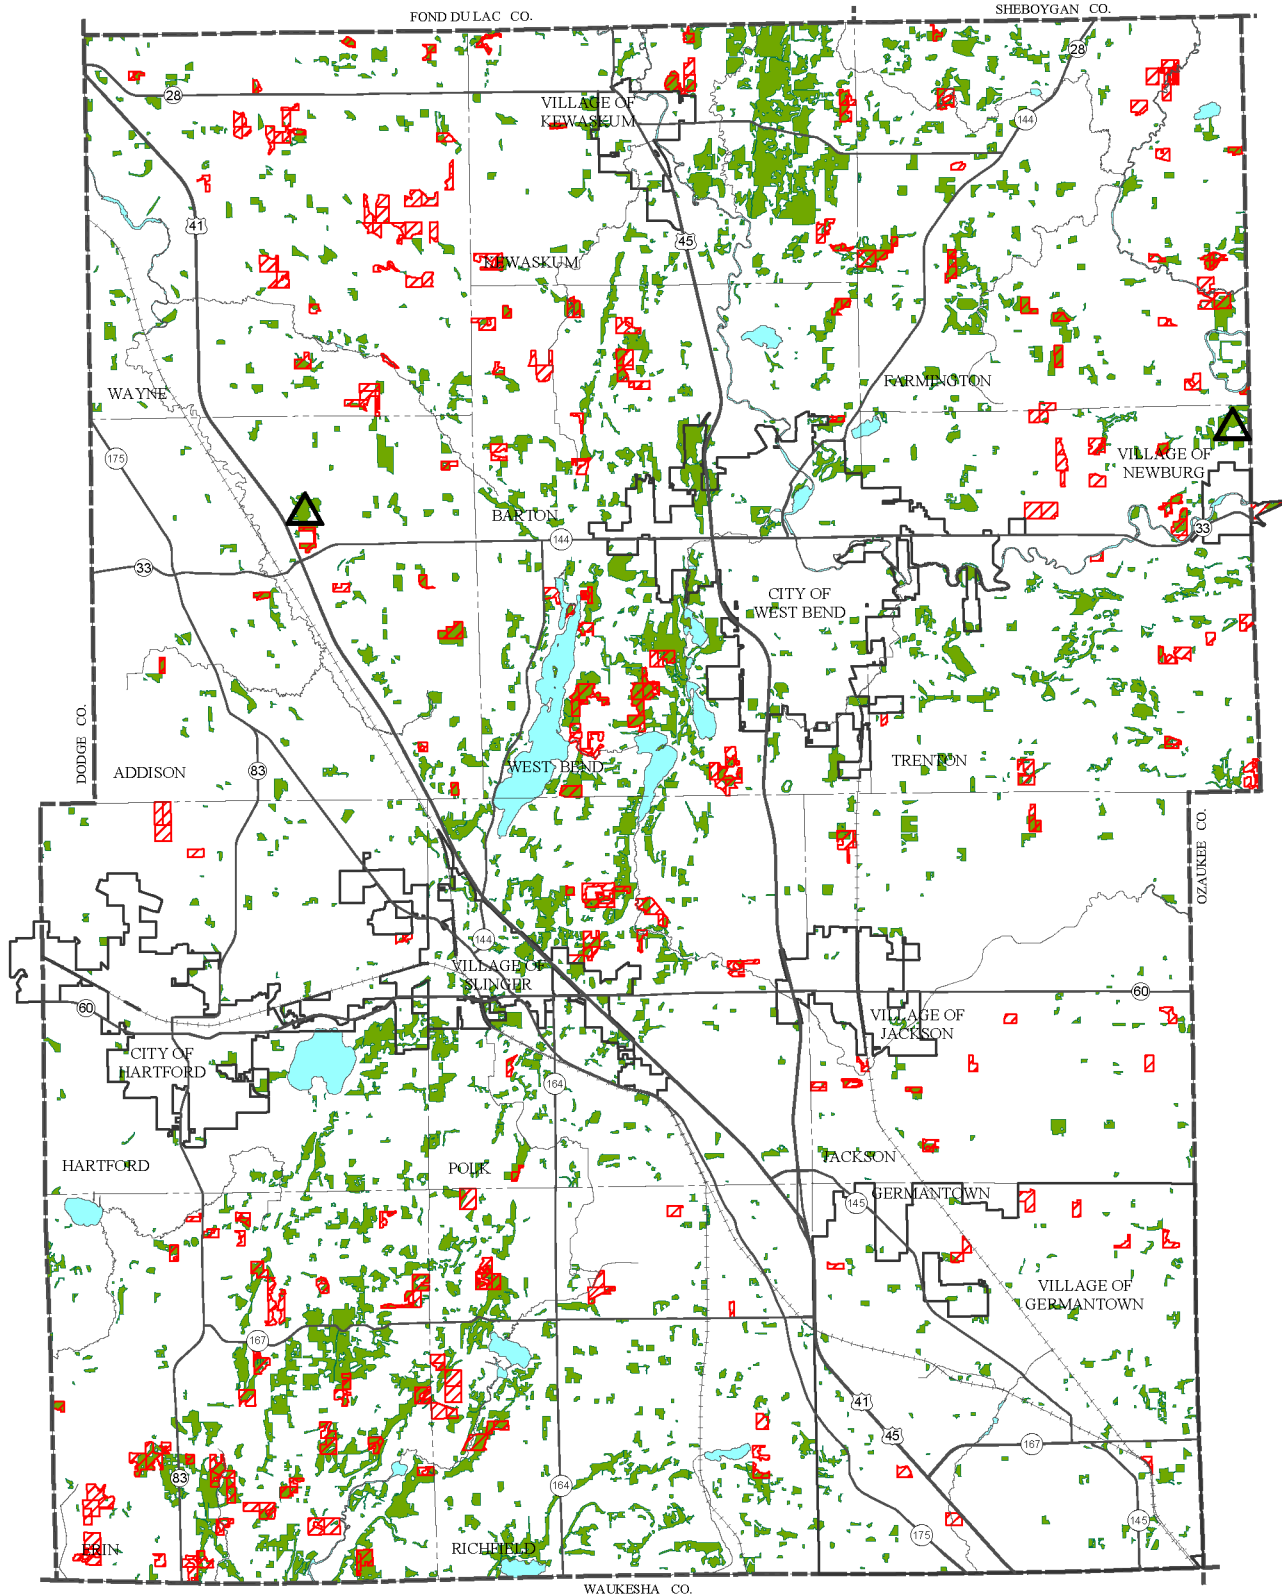 FOND DU LAC CO.
SHEBOYGAN CO.
28
28
VILLAGE OF
KEWASKUM
144
41
45
KEWASKUM
WAYNE
FARMINGTON
175
VILLAGE OF
NEWBURG
BARTON
144
33
33
CITY OF
WEST BEND
DODGE CO.
ADDISON
83
WEST BEND
TRENTON
OZAUKEE CO.
144
VILLAGE OF
SLINGER
60
60
VILLAGE OF
JACKSON
CITY OF
HARTFORD
164
HARTFORD
POLK
JACKSON
GERMANTOWN
145
VILLAGE OF
GERMANTOWN
167
41
45
167
83
164
175
145
ERIN
RICHFIELD
WAUKESHA CO.